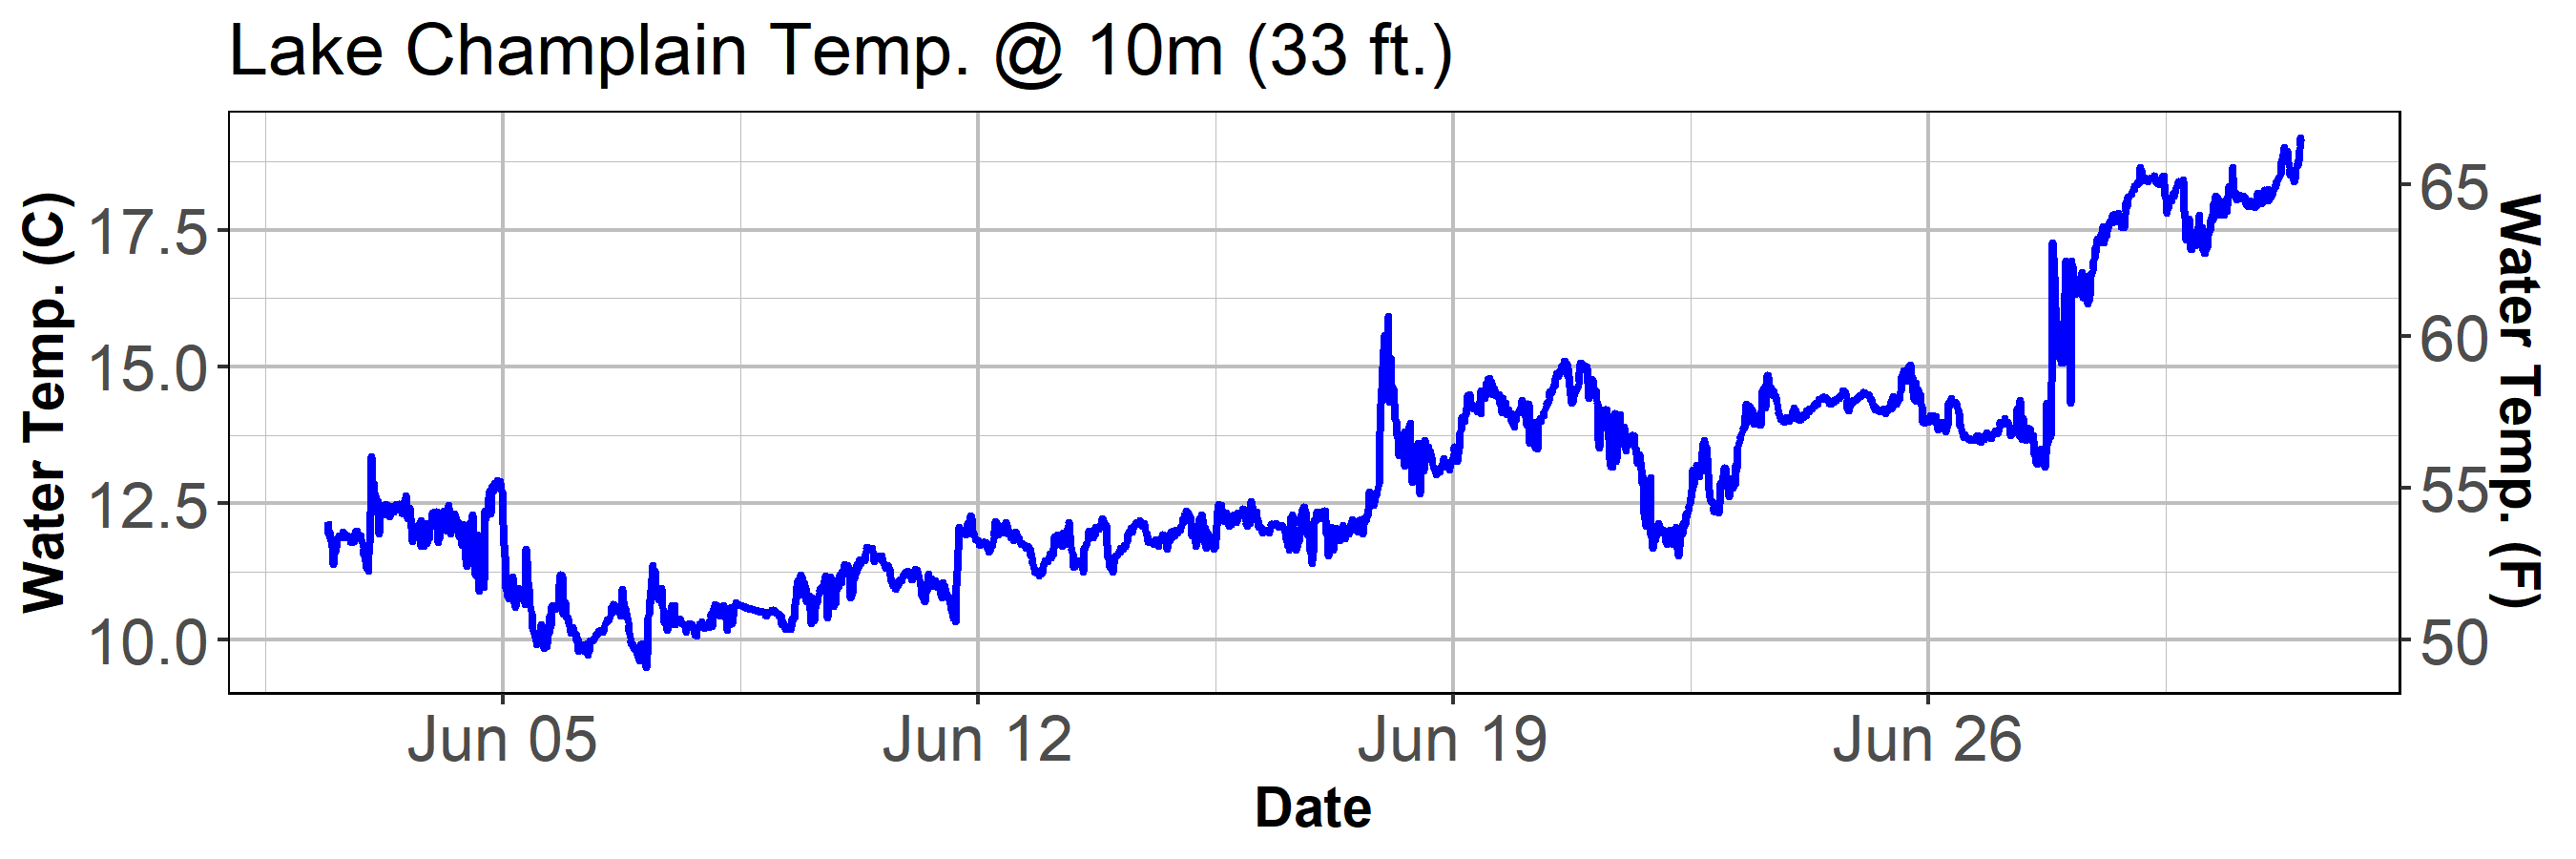 Lake Champlain Temp. @ 10m (33 ft.)
Water Temp. (C)
17.5
15.0
12.5
10.0
65
60
55
50
Water Temp. (F)
Jun 05 Jun 12 Jun 19 Jun 26
Date